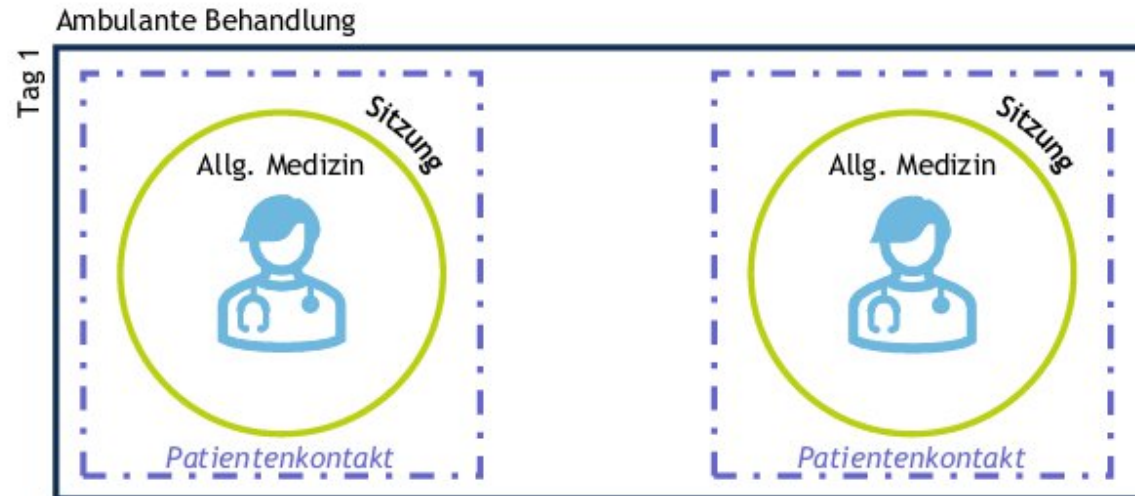 Ambulante Behandlung
Tag 1
Sitzung
Allg. Medizin
Patientenkontakt
Sitzung
Allg. Medizin
Patientenkontakt